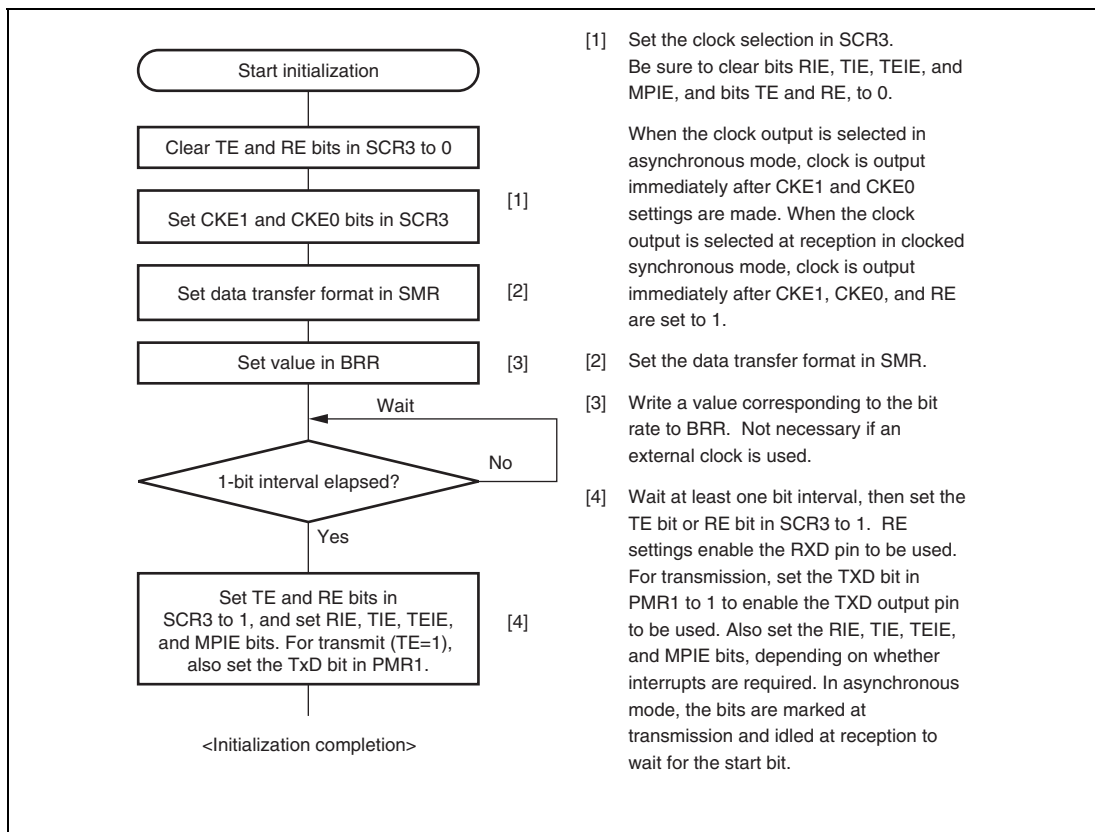 Start initialization
Clear TE and RE bits in SCR3 to 0
Set CKE1 and CKE0 bits in SCR3
[1]
Set data transfer format in SMR
[2]
Set value in BRR
[3]
Wait
1-bit interval elapsed?
No
Yes
Set TE and RE bits in
SCR3 to 1, and set RIE, TIE, TEIE,
and MPIE bits. For transmit (TE=1),
also set the TxD bit in PMR1.
[4]
<Initialization completion>
[1] Set the clock selection in SCR3.
Be sure to clear bits RIE, TIE, TEIE, and
MPIE, and bits TE and RE, to 0.
When the clock output is selected in
asynchronous mode, clock is output
immediately after CKE1 and CKE0
settings are made. When the clock
output is selected at reception in clocked
synchronous mode, clock is output
immediately after CKE1, CKE0, and RE
are set to 1.
[2] Set the data transfer format in SMR.
[3] Write a value corresponding to the bit
rate to BRR. Not necessary if an
external clock is used.
[4] Wait at least one bit interval, then set the
TE bit or RE bit in SCR3 to 1. RE
settings enable the RXD pin to be used.
For transmission, set the TXD bit in
PMR1 to 1 to enable the TXD output pin
to be used. Also set the RIE, TIE, TEIE,
and MPIE bits, depending on whether
interrupts are required. In asynchronous
mode, the bits are marked at
transmission and idled at reception to
wait for the start bit.